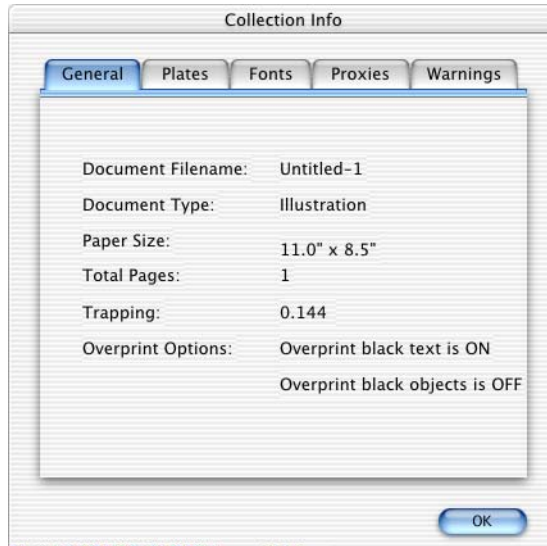 Collection Info
General Plates Fonts Proxies Warnings
Document Filename: Untitled-1
Document Type: Illustration
Paper Size: 11.0" x 8.5"
Total Pages: 1
Trapping: 0.144
Overprint Options: Overprint black text is ON
Overprint black objects is OFF
OK